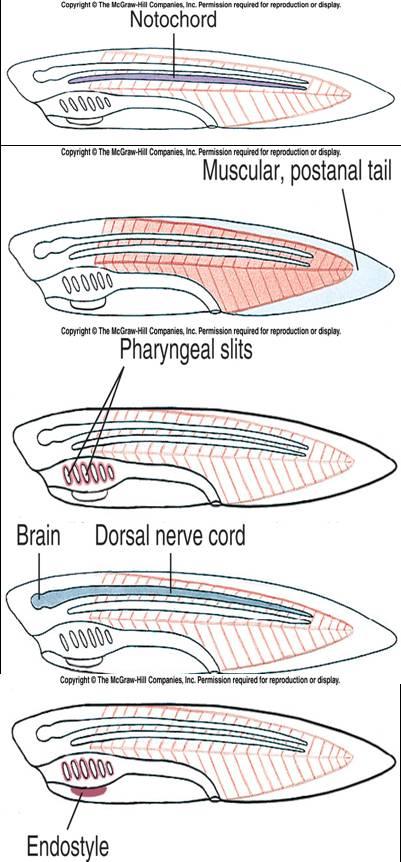 Copyright © The McGraw-Hill Companies, Inc. Permission required for reproduction or display.
Notochord
Copyright © The McGraw-Hill Companies, Inc. Permission required for reproduction or display.
Muscular, postanal tail
Copyright © The McGraw-Hill Companies, Inc. Permission required for reproduction or display.
Pharyngeal slits
Brain Dorsal nerve cord
Copyright © The McGraw-Hill Companies, Inc. Permission required for reproduction or display.
Endostyle